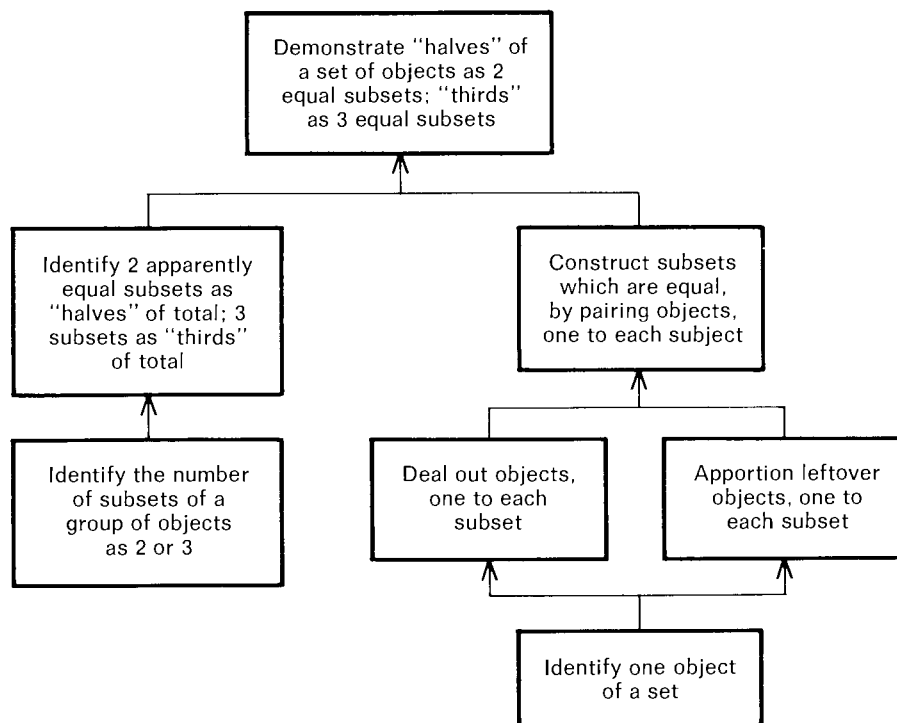 Demonstrate “halves” of
a set of objects as 2
equal subsets; “thirds”
as 3 equal subsets
Identify 2 apparently
equal subsets as
“halves” of total; 3
subsets as “thirds”
of total
Construct subsets
which are equal,
by pairing objects,
one to each subject
Identify the number
of subsets of a
group of objects
as 2 or 3
Deal out objects,
one to each
subset
Apportion leftover
objects, one to
each subset
Identify one object
of a set